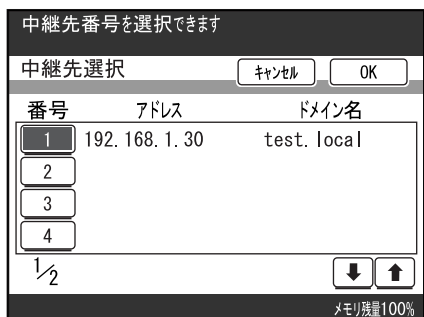 中継先番号を選択できます
中継先選択 ｷｬﾝｾﾙ OK
番号 ｱﾄﾞﾚｽ ﾄﾞﾒｲﾝ名
1 192.168.1.30 test.local
2
3
4
1/2
ﾒﾓﾘ残量100%